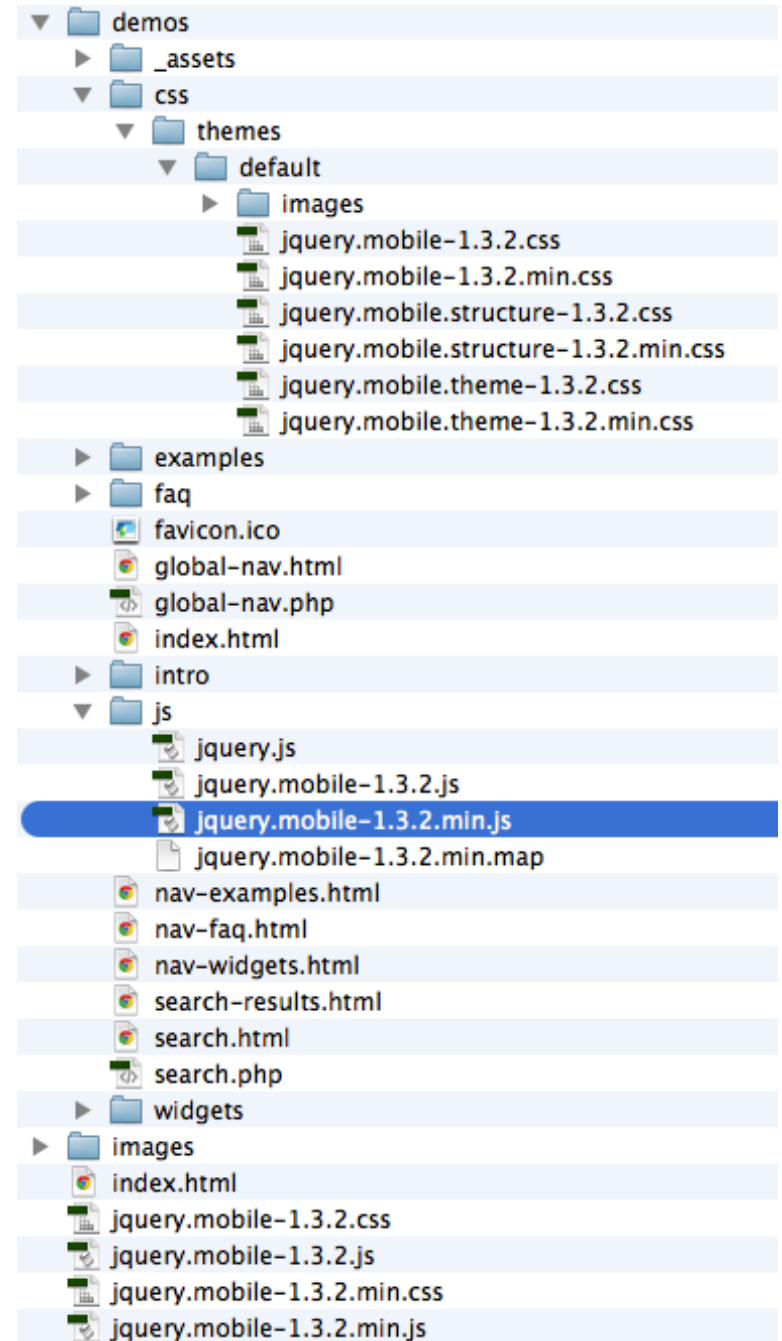 demos
_assets
css
themes
default
images
jquery.mobile-1.3.2.css
jquery.mobile-1.3.2.min.css
jquery.mobile.structure-1.3.2.css
jquery.mobile.structure-1.3.2.min.css
jquery.mobile.theme-1.3.2.css
jquery.mobile.theme-1.3.2.min.css
examples
faq
favicon.ico
global-nav.html
global-nav.php
index.html
intro
js
jquery.js
jquery.mobile-1.3.2.js
jquery.mobile-1.3.2.min.js
jquery.mobile-1.3.2.min.map
nav-examples.html
nav-faq.html
nav-widgets.html
search-results.html
search.html
search.php
widgets
images
index.html
jquery.mobile-1.3.2.css
jquery.mobile-1.3.2.js
jquery.mobile-1.3.2.min.css
jquery.mobile-1.3.2.min.js